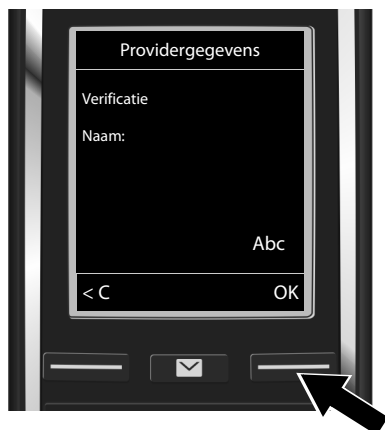 Providergegevens
Verificatie
Naam:
Abc
< C
OK